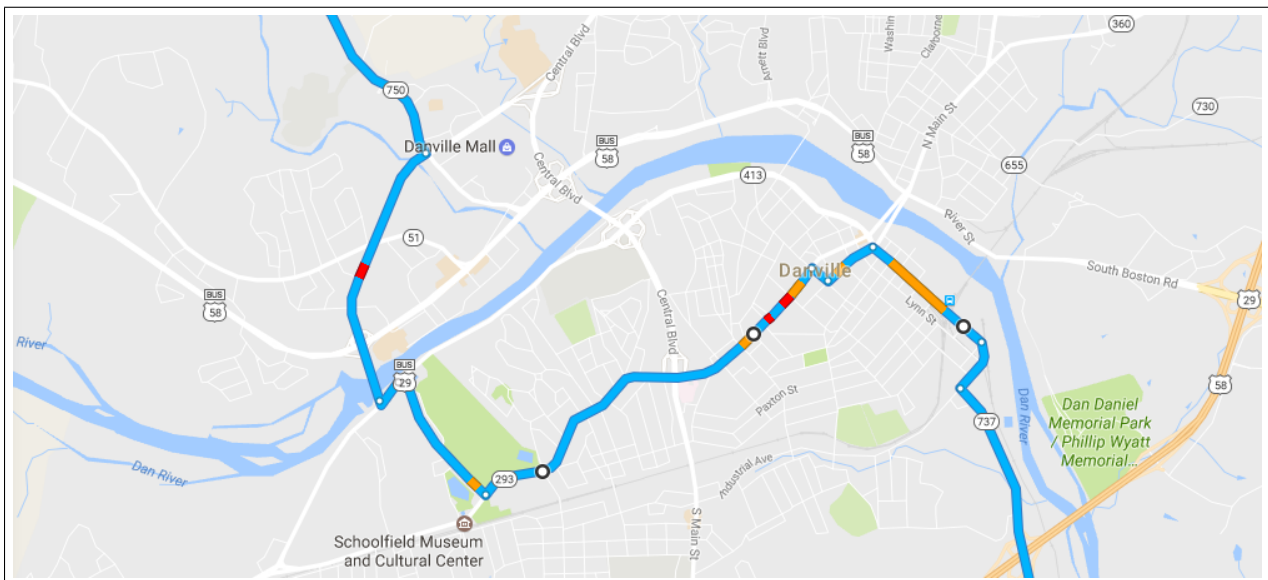 360
Washin
Claiborne
Arnett Blvd
Central Blvd
750
730
Danville Mall
BUS
58
BUS
58
N Main St
655
Central Blvd
413
51
River St
Danville
South Boston Rd
BUS
58
29
Lynn St
Central Blvd
River
BUS
29
58
Paxton St
Dan River
Dan Daniel
Memorial Park
/ Phillip Wyatt
Memorial...
737
Dan River
293
Industrial Ave
S Main St
Schoolfield Museum
and Cultural Center